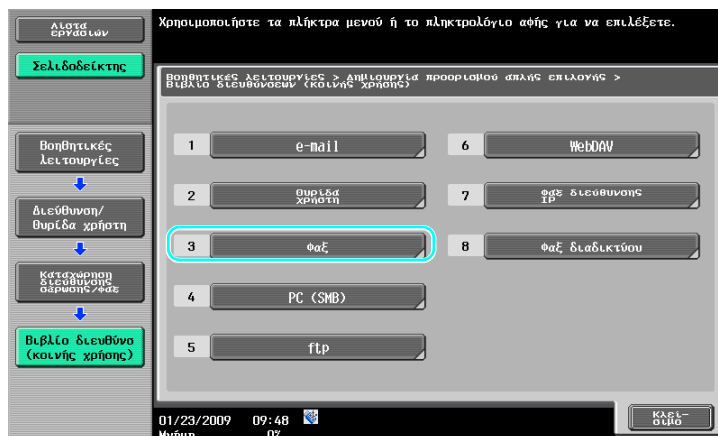 Λίστα
εργασιών
Χρησιμοποιήστε τα πλήκτρα μενού ή το πληκτρολόγιο αφής για να επιλέξετε.
Σελιδοδείκτης
Βοηθητικές λειτουργίες > Δημιουργία προορισμού απλής επιλογής >
Βιβλίο διευθύνσεων (κοινής χρήσης)
Βοηθητικές
λειτουργίες
Διεύθυνση/
Θυρίδα χρήστη
Καταχώρηση
διεύθυνσης
σάρωσης/φαξ
Βιβλίο διευθύνσ
(κοινής χρήσης)
1 e-mail
2 Θυρίδα
χρήστη
3 Φαξ
4 PC (SMB)
5 ftp
6 WebDAV
7 Φαξ διεύθυνσης
IP
8 Φαξ διαδικτύου
01/23/2009 09:48
Μνήμη 0%
Κλεί-
σιμο